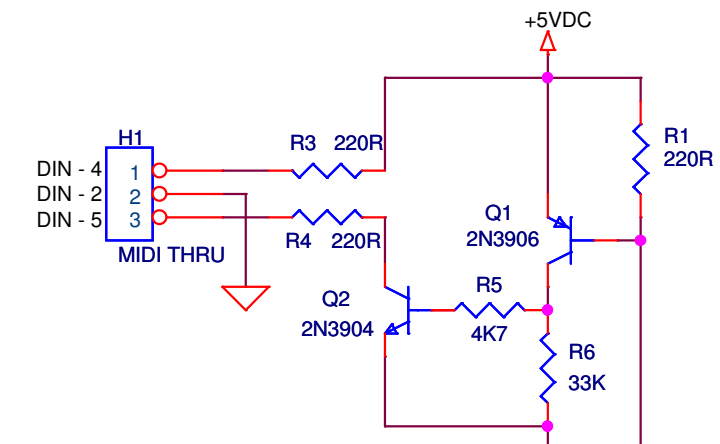 +5VDC
H1
R3 220R
R1
220R
DIN - 4
1
DIN - 2
2
DIN - 5
3
Q1
2N3906
R4 220R
MIDI THRU
R5
Q2
2N3904
4K7
R6
33K